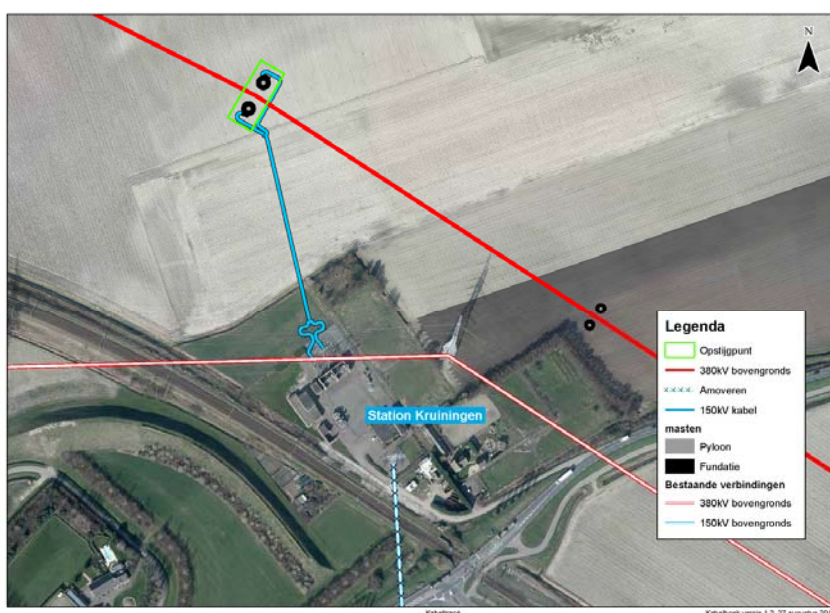 N
Station Kruiningen
Legenda
Opstijgpunt
380kV bovengronds
Amoveren
150kV kabel
masten
Pyloon
Fundatie
Bestaande verbindingen
380kV bovengronds
150kV bovengronds